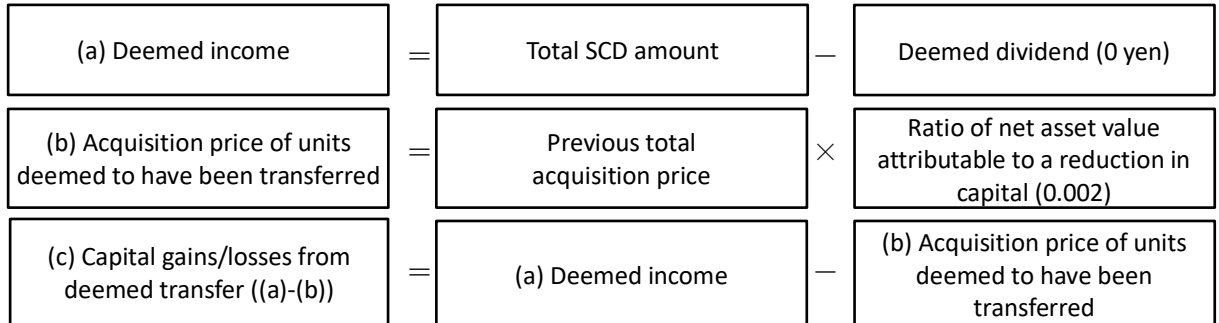 (a) Deemed income = Total SCD amount － Deemed dividend (0 yen)
(b) Acquisition price of units
deemed to have been transferred
=
Previous total
acquisition price
×
Ratio of net asset value
attributable to a reduction in
capital (0.002)
(c) Capital gains/losses from
deemed transfer ((a)-(b))
=
(a) Deemed income
－
(b) Acquisition price of units
deemed to have been
transferred